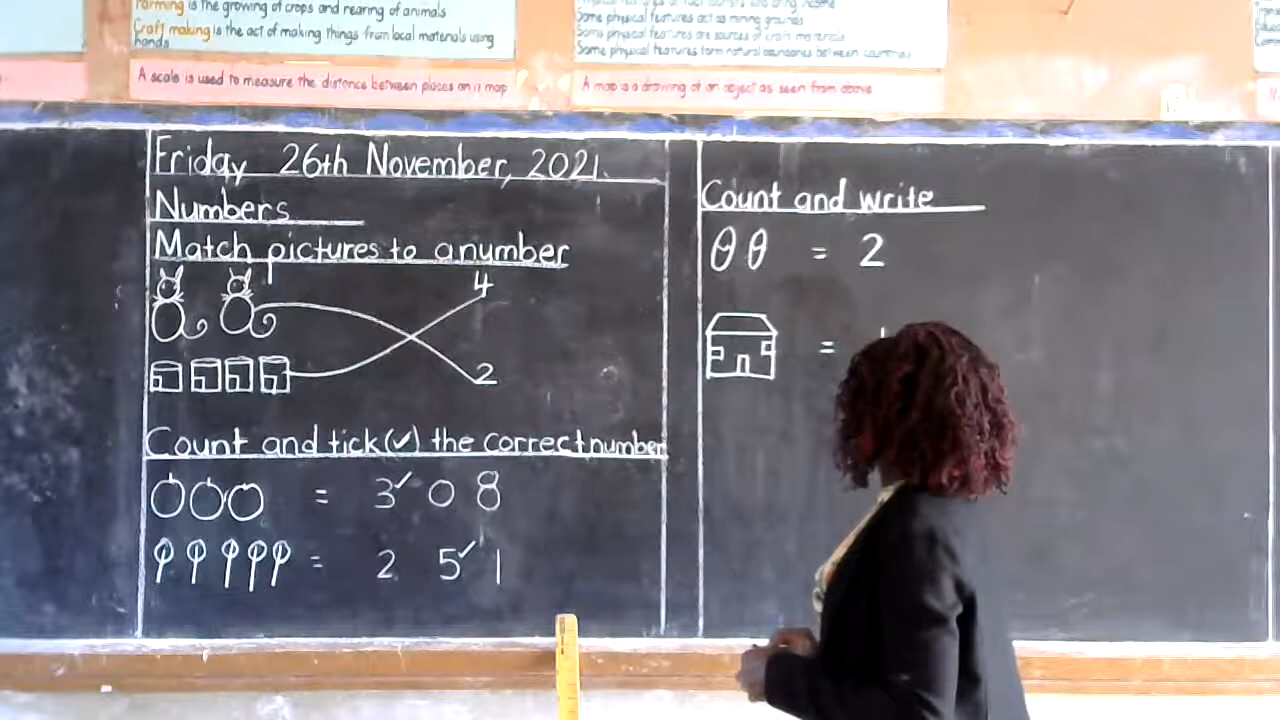 Farming is the growing of crops and rearing of animals
Craft making is the act of making things from local materials using
hands
Some physical features act as mining grounds
Some physical features are sources of craft materials
Some physical features form natural boundaries between countries
A scale is used to measure the distance between places on a map
A map is a drawing of an object as seen from above
Friday 26th November, 2021.
Numbers
Match pictures to a number
4
2
Count and tick(✓) the correct number
= 3✓ 0 8
= 2 5✓ 1
Count and write
= 2
=